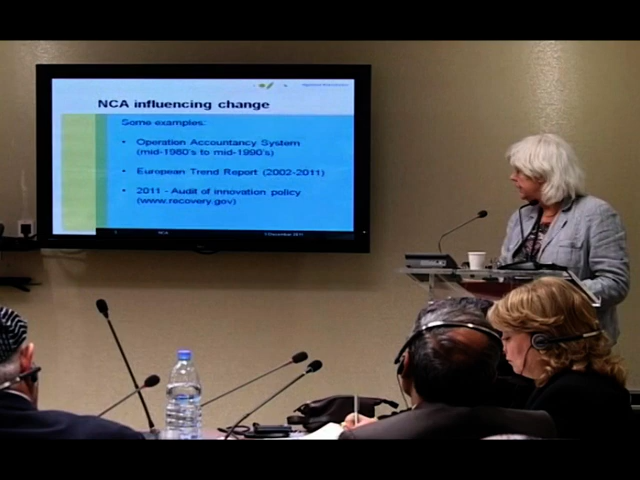 NCA influencing change
Some examples:
• Operation Accountancy System
(mid-1980's to mid-1990's)
• European Trend Report (2002-2011)
• 2011 - Audit of innovation policy
(www.recovery.gov)
NCA